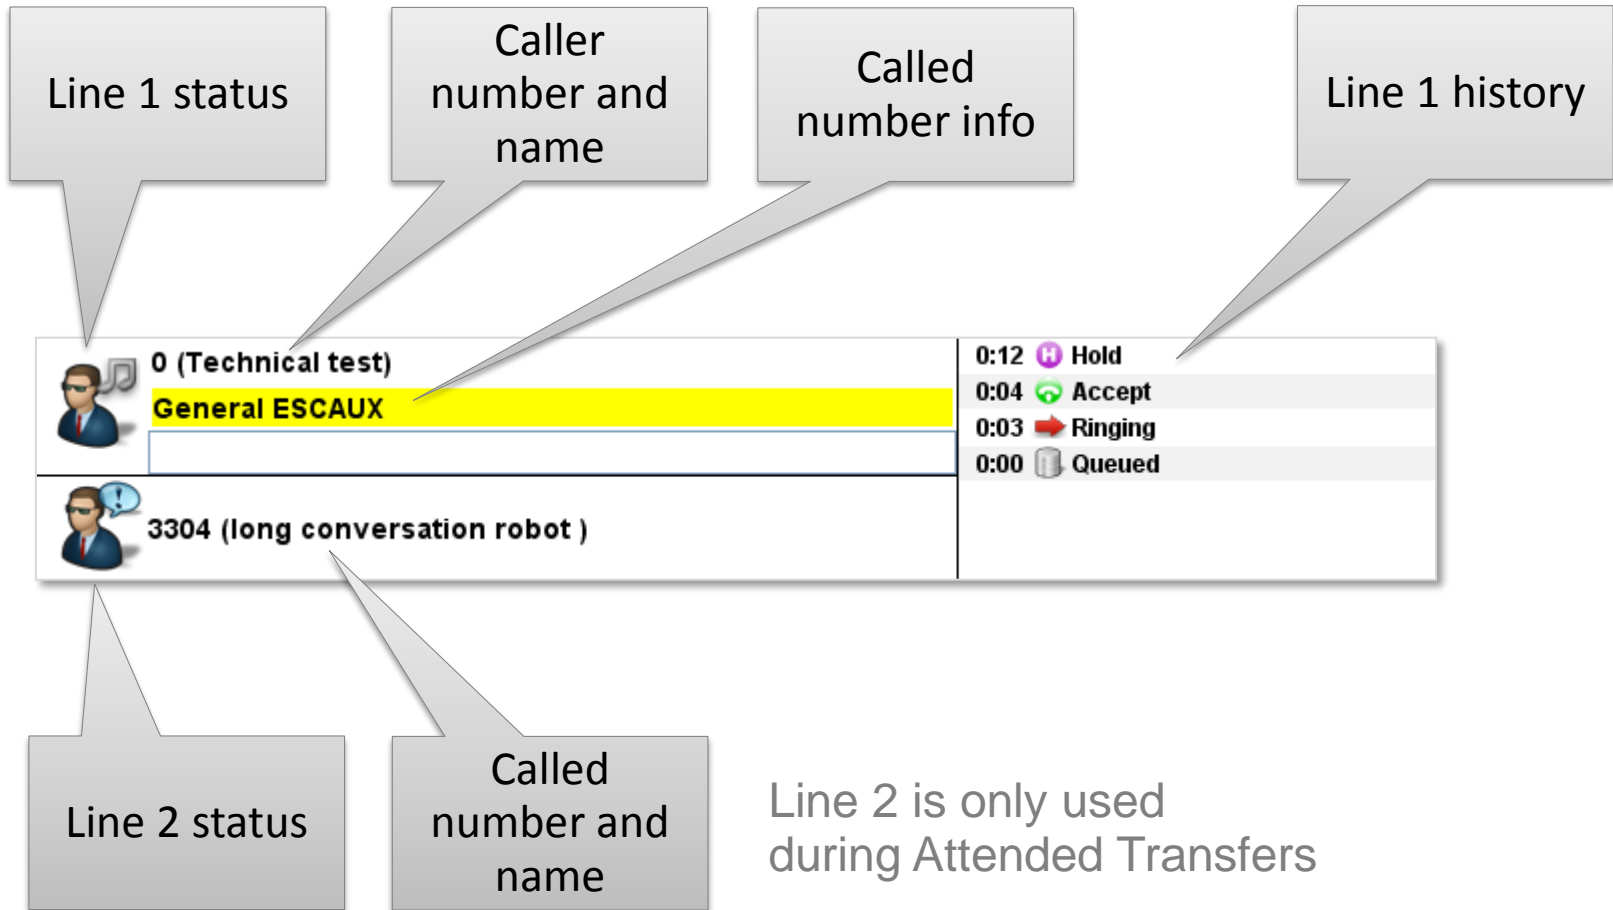 Line 1 status
Caller
number and
name
Called
number info
Line 1 history
0 (Technical test)
General ESCAUX
0:12 H Hold
0:04 Accept
0:03 Ringing
0:00 Queued
3304 (long conversation robot )
Line 2 status
Called
number and
name
Line 2 is only used
during Attended Transfers